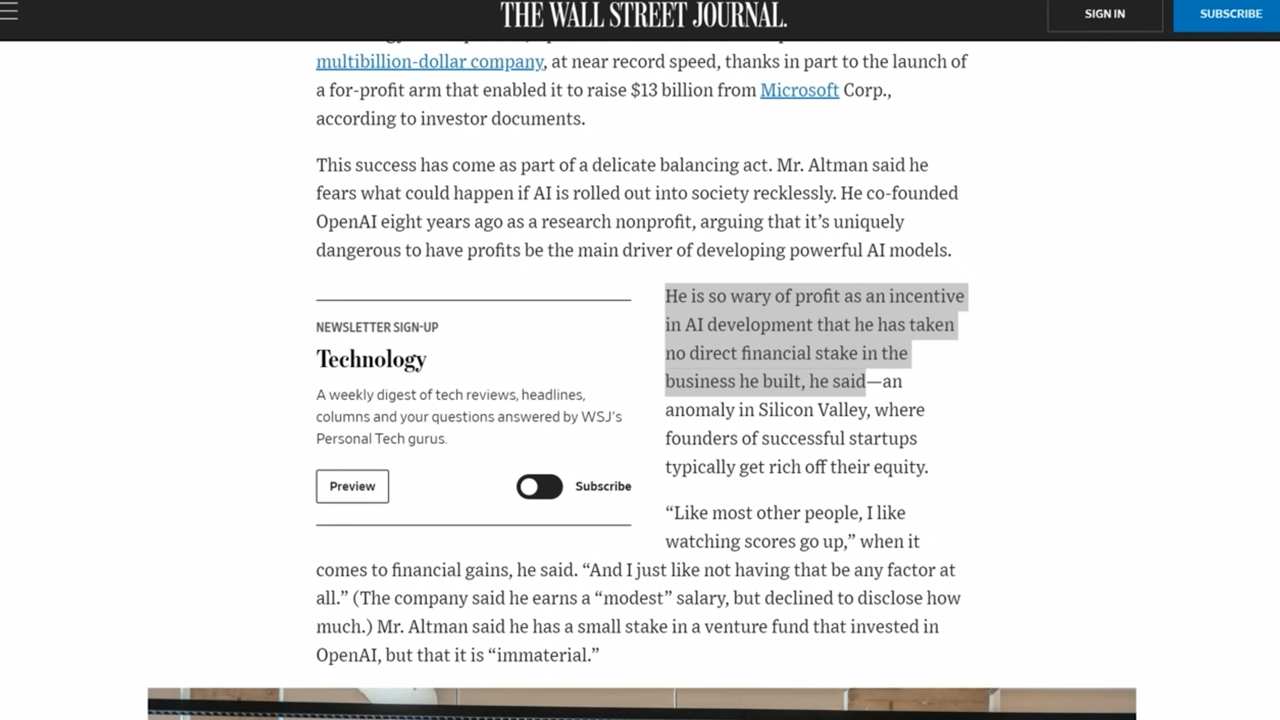 THE WALL STREET JOURNAL.
SIGN IN
SUBSCRIBE
multibillion-dollar company, at near record speed, thanks in part to the launch of
a for-profit arm that enabled it to raise $13 billion from Microsoft Corp.,
according to investor documents.
This success has come as part of a delicate balancing act. Mr. Altman said he
fears what could happen if AI is rolled out into society recklessly. He co-founded
OpenAI eight years ago as a research nonprofit, arguing that it’s uniquely
dangerous to have profits be the main driver of developing powerful AI models.
NEWSLETTER SIGN-UP
Technology
A weekly digest of tech reviews, headlines,
columns and your questions answered by WSJ’s
Personal Tech gurus.
Preview
Subscribe
He is so wary of profit as an incentive
in AI development that he has taken
no direct financial stake in the
business he built, he said—an
anomaly in Silicon Valley, where
founders of successful startups
typically get rich off their equity.
“Like most other people, I like
watching scores go up,” when it
comes to financial gains, he said. “And I just like not having that be any factor at
all.” (The company said he earns a “modest” salary, but declined to disclose how
much.) Mr. Altman said he has a small stake in a venture fund that invested in
OpenAI, but that it is “immaterial.”